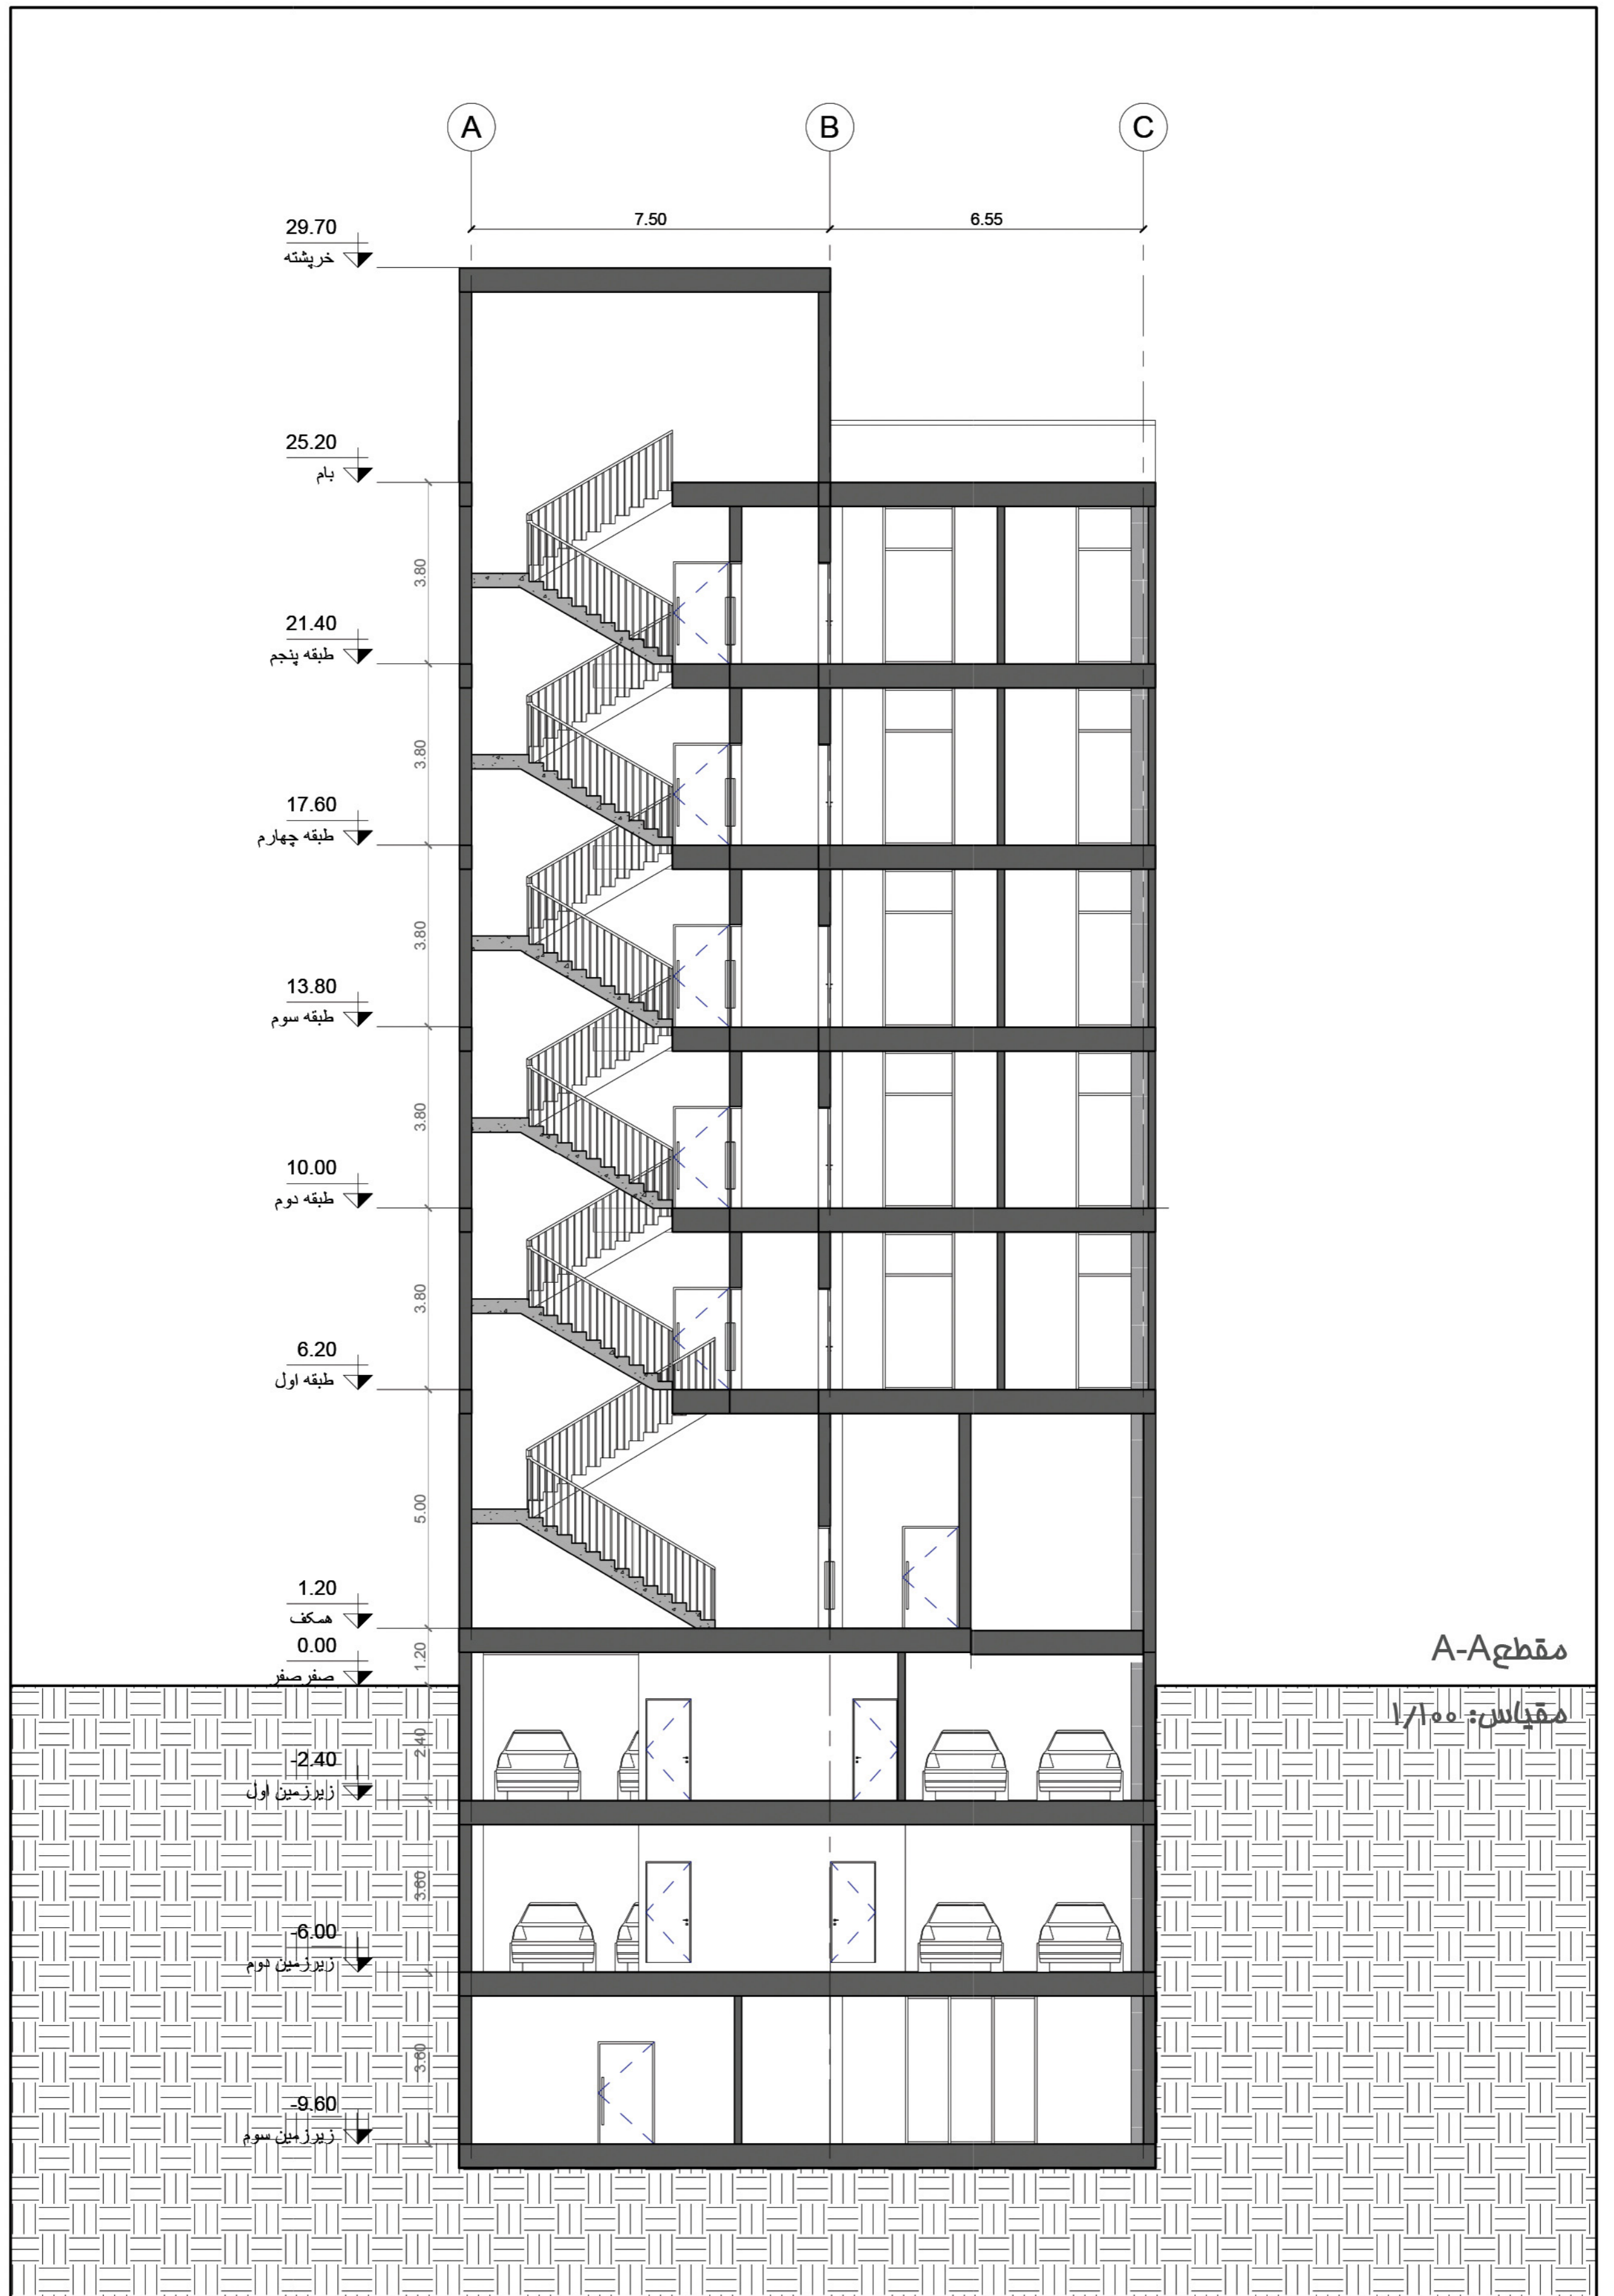 A
B
C
7.50
6.55
29.70
خرپشته
25.20
بام
3.80
21.40
طبقه پنجم
3.80
17.60
طبقه چهارم
3.80
13.80
طبقه سوم
3.80
10.00
طبقه دوم
3.80
6.20
طبقه اول
5.00
1.20
همکف
0.00
صفر صفر
1.20
مقطع A-A
مقیاس: ۱/۱۰۰
2.40
-2.40
زیرزمین اول
3.60
-6.00
زیرزمین دوم
3.60
-9.60
زیرزمین سوم